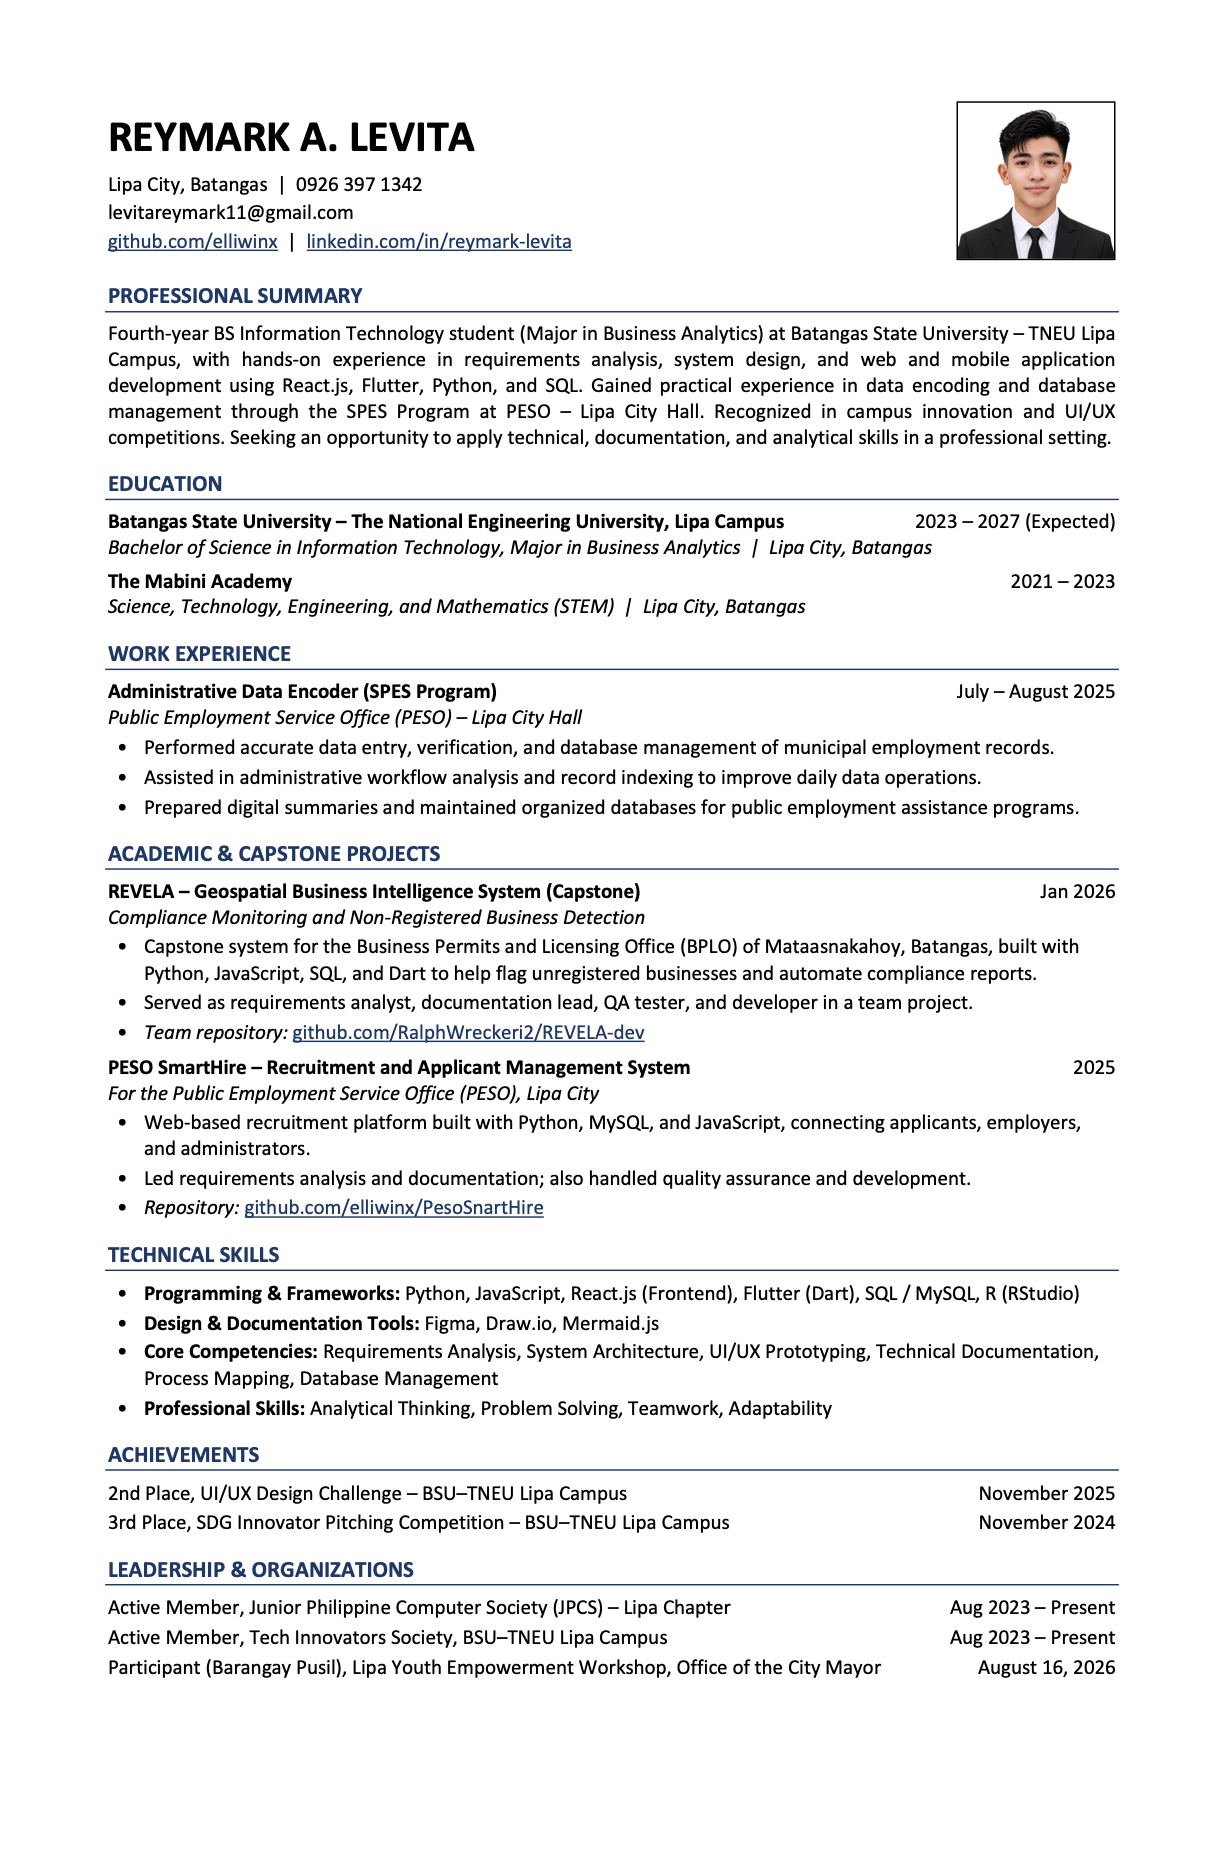 REYMARK A. LEVITA
Lipa City, Batangas | 0926 397 1342
levitareymark11@gmail.com
github.com/elliwinx | linkedin.com/in/reymark-levita
PROFESSIONAL SUMMARY
Fourth-year BS Information Technology student (Major in Business Analytics) at Batangas State University – TNEU Lipa
Campus, with hands-on experience in requirements analysis, system design, and web and mobile application
development using React.js, Flutter, Python, and SQL. Gained practical experience in data encoding and database
management through the SPES Program at PESO – Lipa City Hall. Recognized in campus innovation and UI/UX
competitions. Seeking an opportunity to apply technical, documentation, and analytical skills in a professional setting.
EDUCATION
Batangas State University – The National Engineering University, Lipa Campus 2023 – 2027 (Expected)
Bachelor of Science in Information Technology, Major in Business Analytics | Lipa City, Batangas
The Mabini Academy 2021 – 2023
Science, Technology, Engineering, and Mathematics (STEM) | Lipa City, Batangas
WORK EXPERIENCE
Administrative Data Encoder (SPES Program) July – August 2025
Public Employment Service Office (PESO) – Lipa City Hall
• Performed accurate data entry, verification, and database management of municipal employment records.
• Assisted in administrative workflow analysis and record indexing to improve daily data operations.
• Prepared digital summaries and maintained organized databases for public employment assistance programs.
ACADEMIC & CAPSTONE PROJECTS
REVELA – Geospatial Business Intelligence System (Capstone) Jan 2026
Compliance Monitoring and Non-Registered Business Detection
• Capstone system for the Business Permits and Licensing Office (BPLO) of Mataasnakahoy, Batangas, built with
Python, JavaScript, SQL, and Dart to help flag unregistered businesses and automate compliance reports.
• Served as requirements analyst, documentation lead, QA tester, and developer in a team project.
• Team repository: github.com/RalphWreckeri2/REVELA-dev
PESO SmartHire – Recruitment and Applicant Management System 2025
For the Public Employment Service Office (PESO), Lipa City
• Web-based recruitment platform built with Python, MySQL, and JavaScript, connecting applicants, employers,
and administrators.
• Led requirements analysis and documentation; also handled quality assurance and development.
• Repository: github.com/elliwinx/PesoSnartHire
TECHNICAL SKILLS
• Programming & Frameworks: Python, JavaScript, React.js (Frontend), Flutter (Dart), SQL / MySQL, R (RStudio)
• Design & Documentation Tools: Figma, Draw.io, Mermaid.js
• Core Competencies: Requirements Analysis, System Architecture, UI/UX Prototyping, Technical Documentation,
Process Mapping, Database Management
• Professional Skills: Analytical Thinking, Problem Solving, Teamwork, Adaptability
ACHIEVEMENTS
2nd Place, UI/UX Design Challenge – BSU–TNEU Lipa Campus November 2025
3rd Place, SDG Innovator Pitching Competition – BSU–TNEU Lipa Campus November 2024
LEADERSHIP & ORGANIZATIONS
Active Member, Junior Philippine Computer Society (JPCS) – Lipa Chapter Aug 2023 – Present
Active Member, Tech Innovators Society, BSU–TNEU Lipa Campus Aug 2023 – Present
Participant (Barangay Pusil), Lipa Youth Empowerment Workshop, Office of the City Mayor August 16, 2026